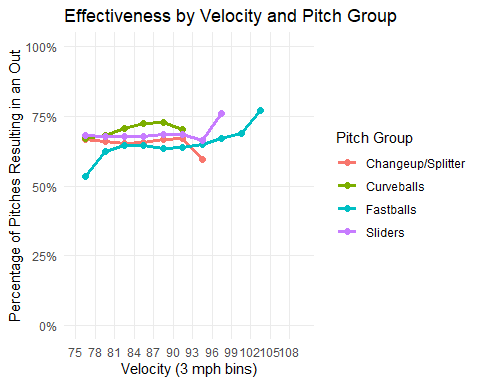 Effectiveness by Velocity and Pitch Group
Percentage of Pitches Resulting in an Out
100%
75%
50%
25%
0%
75 78 81 84 87 90 93 96 99 102 105 108
Velocity (3 mph bins)
Pitch Group
Changeup/Splitter
Curveballs
Fastballs
Sliders